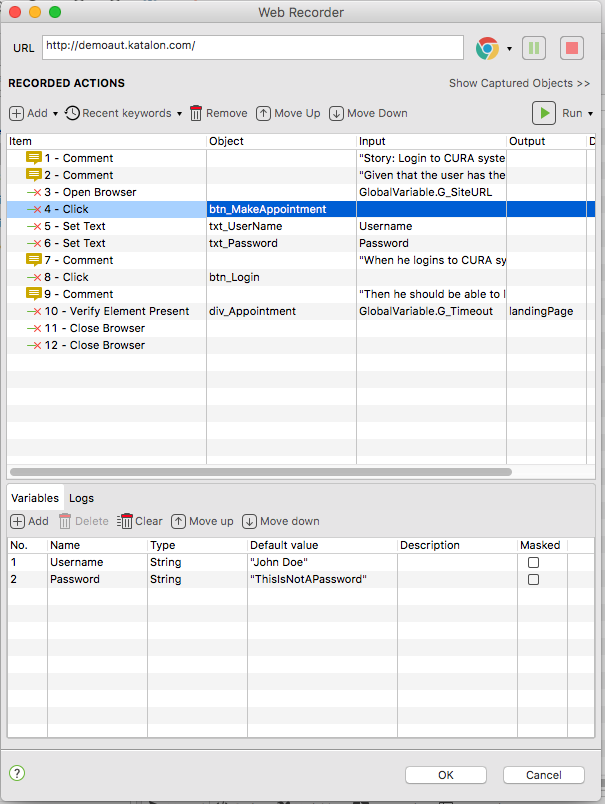 Web Recorder
URL http://demoaut.katalon.com/
RECORDED ACTIONS Show Captured Objects >>
Add Recent keywords Remove Move Up Move Down Run
Item Object Input Output D
1 - Comment "Story: Login to CURA syste
2 - Comment "Given that the user has the
3 - Open Browser GlobalVariable.G_SiteURL
4 - Click btn_MakeAppointment
5 - Set Text txt_UserName Username
6 - Set Text txt_Password Password
7 - Comment "When he logins to CURA sy
8 - Click btn_Login
9 - Comment "Then he should be able to l
10 - Verify Element Present div_Appointment GlobalVariable.G_Timeout landingPage
11 - Close Browser
12 - Close Browser
Variables Logs
Add Delete Clear Move up Move down
No. Name Type Default value Description Masked
1 Username String "John Doe"
2 Password String "ThisIsNotAPassword"
? OK Cancel